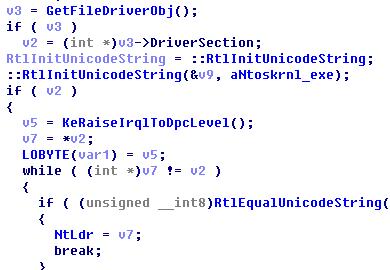 v3 = GetFileDriverObj();
if ( v3 )
v2 = (int *)v3->DriverSection;
RtlInitUnicodeString = ::RtlInitUnicodeString;
::RtlInitUnicodeString(&v9, aNtoskrnl_exe);
if ( v2 )
{
v5 = KeRaiseIrqlToDpcLevel();
v7 = *v2;
LOBYTE(var1) = v5;
while ( (int *)v7 != v2 )
{
if ( (unsigned __int8)RtlEqualUnicodeString(
{
NtLdr = v7;
break;
}